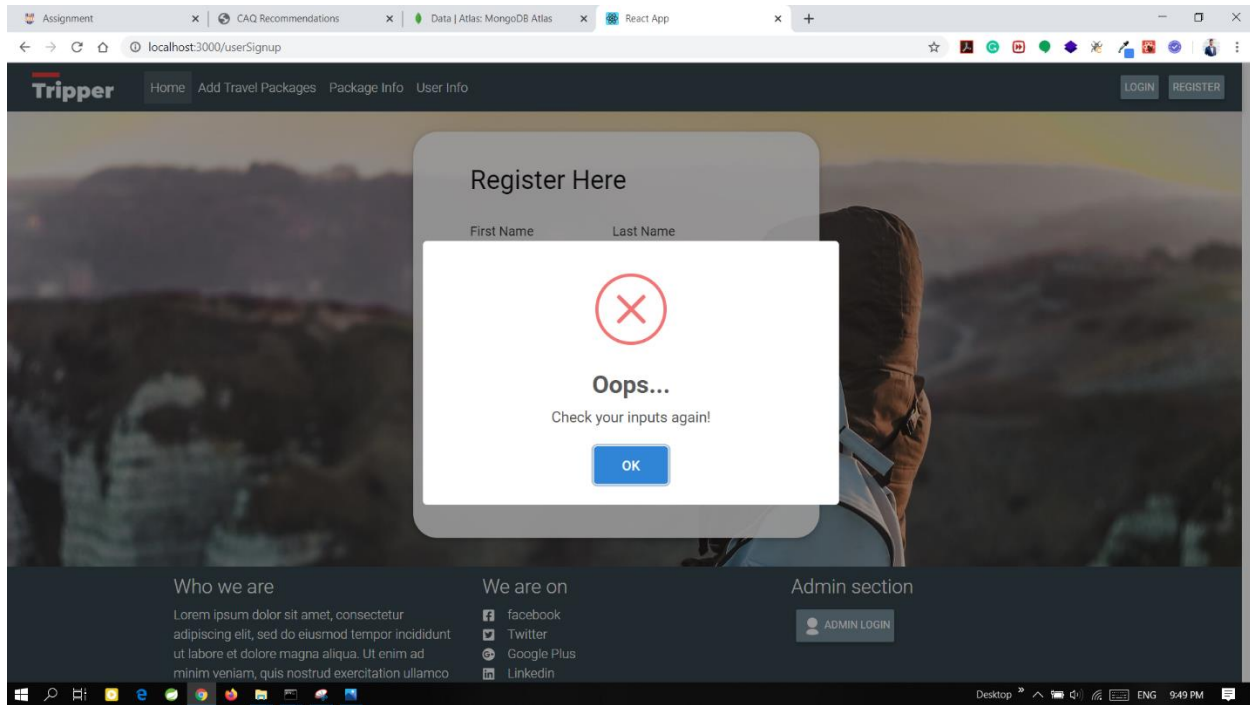 Assignment
CAQ Recommendations
Data | Atlas: MongoDB Atlas
React App
localhost:3000/userSignup
Tripper
Home Add Travel Packages Package Info User Info
LOGIN REGISTER
Register Here
First Name Last Name
Oops...
Check your inputs again!
OK
Who we are
Lorem ipsum dolor sit amet, consectetur
adipiscing elit, sed do eiusmod tempor incididunt
ut labore et dolore magna aliqua. Ut enim ad
minim veniam, quis nostrud exercitation ullamco
We are on
facebook
Twitter
Google Plus
Linkedin
Admin section
ADMIN LOGIN
Desktop ENG 9:49 PM